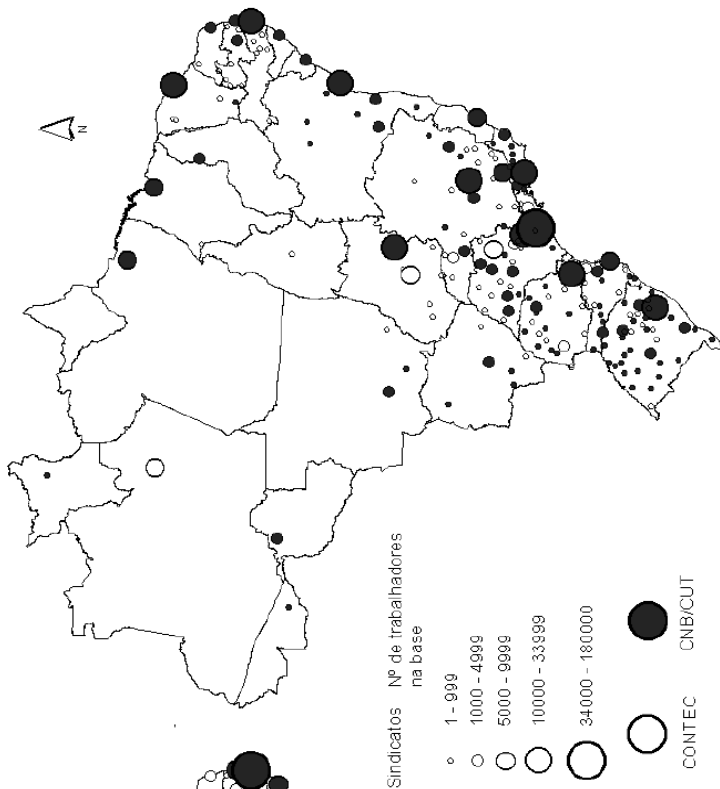 N
Sindicatos Nº de trabalhadores
na base
1 - 999
1000 - 4999
5000 - 9999
10000 - 33999
34000 - 180000
CONTEC CNB/CUT